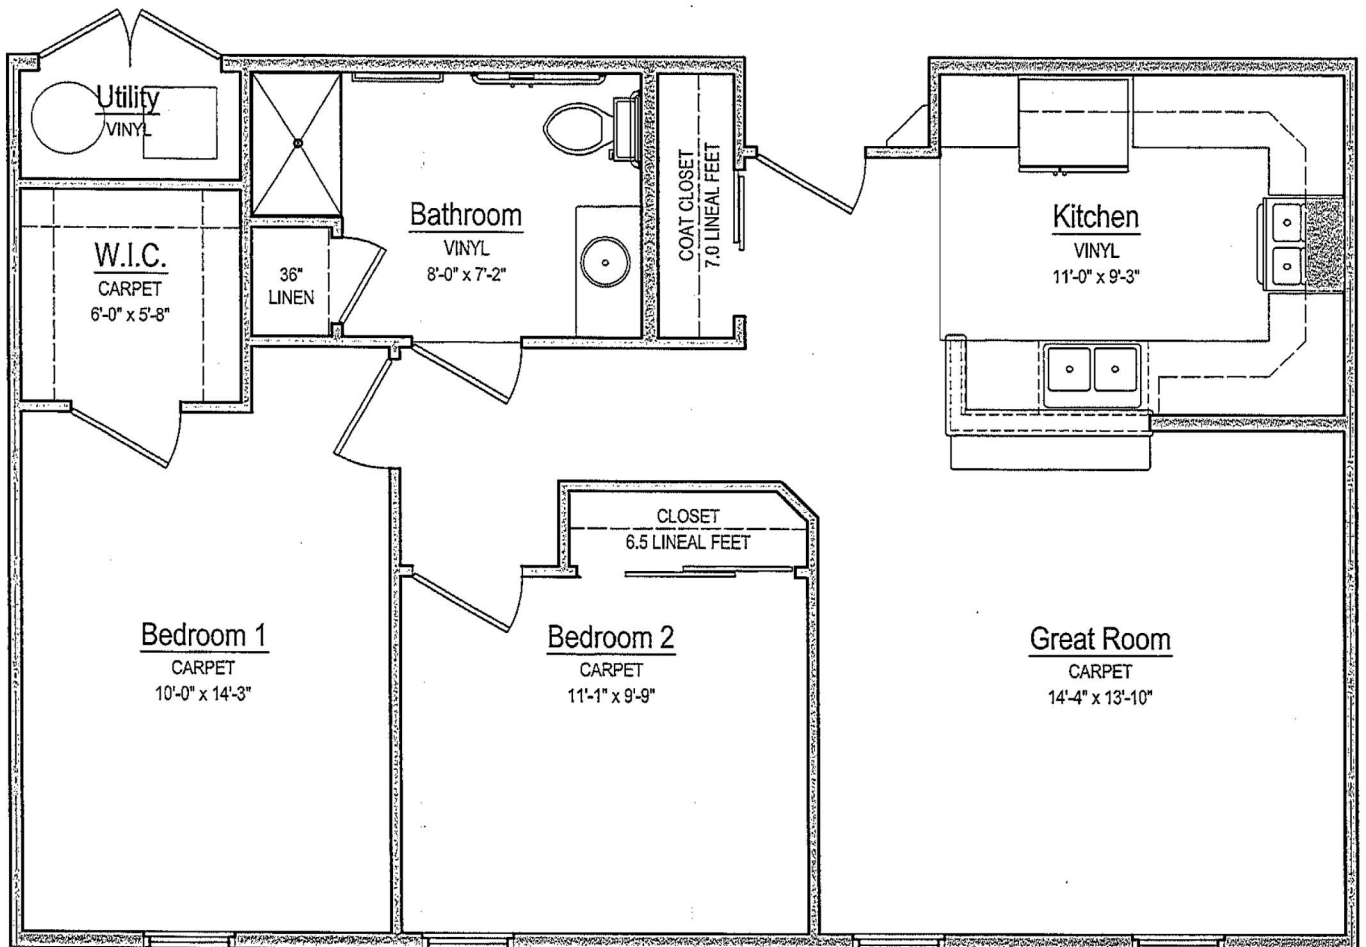 Utility
VINYL
W.I.C.
CARPET
6'-0" x 5'-8"
36"
LINEN
Bathroom
VINYL
8'-0" x 7'-2"
COAT CLOSET
7.0 LINEAL FEET
Kitchen
VINYL
11'-0" x 9'-3"
CLOSET
6.5 LINEAL FEET
Bedroom 1
CARPET
10'-0" x 14'-3"
Bedroom 2
CARPET
11'-1" x 9'-9"
Great Room
CARPET
14'-4" x 13'-10"